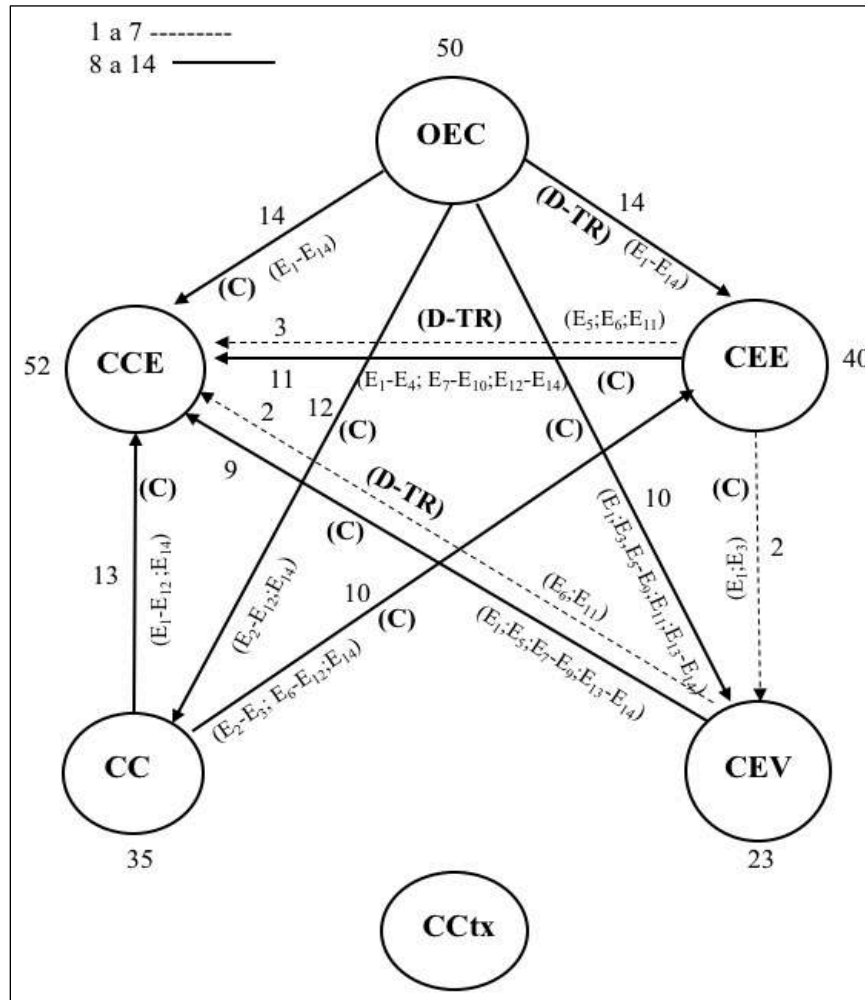 1 a 7
8 a 14
50
OEC
14
(C)
(E₁-E₁₄)
14
(D-TR)
(E₁-E₁₄)
3
(D-TR)
(E₅;E₆;E₁₁)
52
CCE
CEE
40
11
(E₁-E₄; E₇-E₁₀;E₁₂-E₁₄)
(C)
2
12
(C)
(C)
9
(D-TR)
(C)
10
(C)
(C)
2
(E₁;E₃)
13
(E₁-E₁₂;E₁₄)
(E₂-E₁₂;E₁₄)
10
(C)
(E₆;E₁₁)
(E₁;E₃,E₅-E₉;E₁₁;E₁₃-E₁₄)
(E₁;E₅;E₇-E₉;E₁₃-E₁₄)
(E₂-E₃; E₆-E₁₂;E₁₄)
CC
CEV
35
23
CCtx